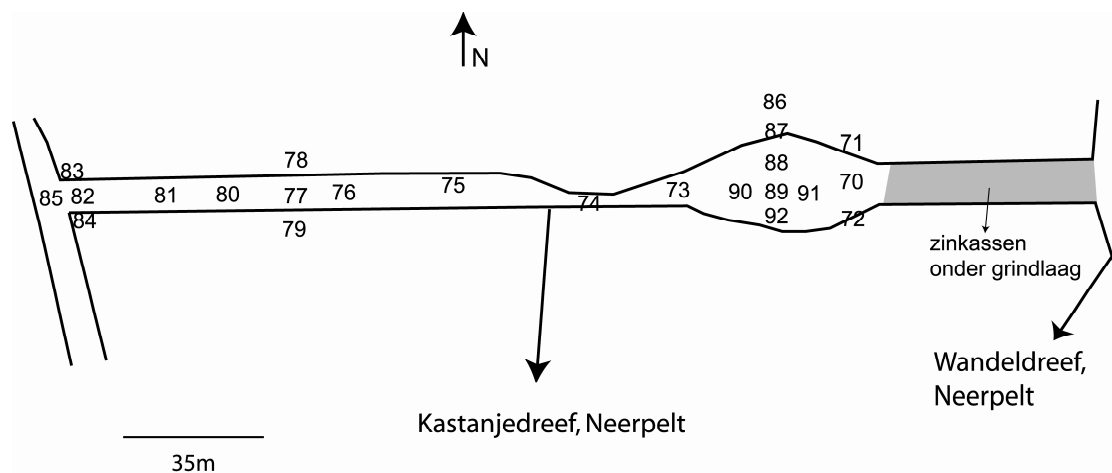 N
86
87
71
78
88
83
85 82 81 80 77 76 75 73 90 89 91 70
74
84
79
92
72
zinkassen
onder grindlaag
Wandeldreef,
Neerpelt
Kastanjedreef, Neerpelt
35m